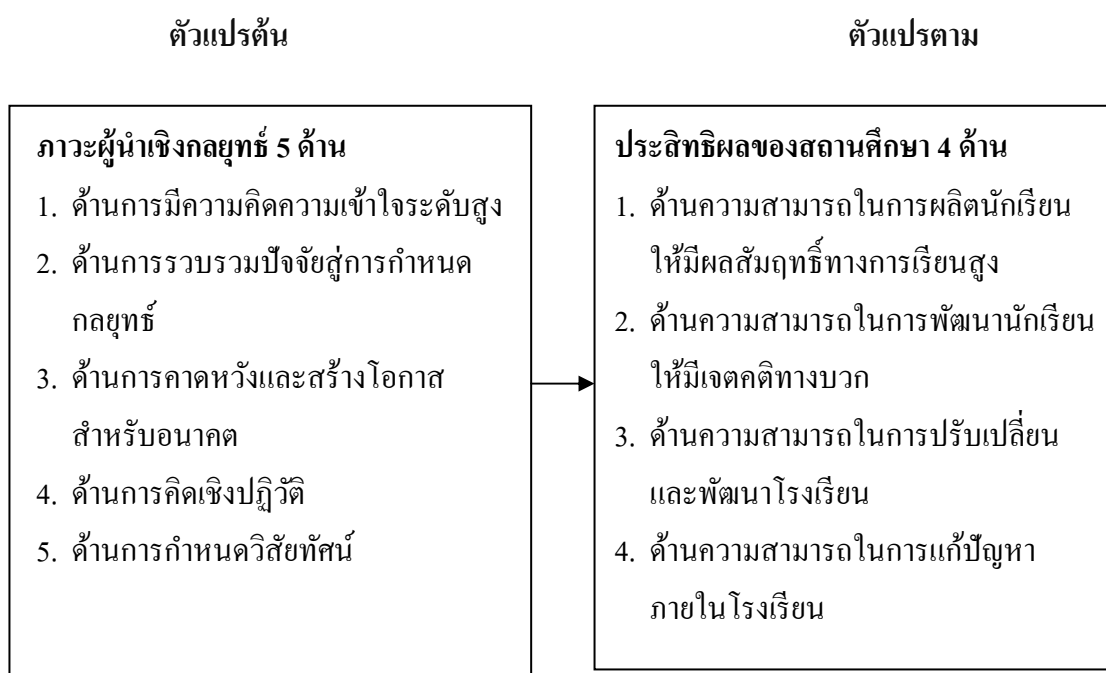 ตัวแปรต้น
ตัวแปรตาม
ภาวะผู้นำเชิงกลยุทธ์ 5 ด้าน
1. ด้านการมีความคิดความเข้าใจระดับสูง
2. ด้านการรวบรวมปัจจัยสู่การกำหนด
กลยุทธ์
3. ด้านการคาดหวังและสร้างโอกาส
สำหรับอนาคต
4. ด้านการคิดเชิงปฏิวัติ
5. ด้านการกำหนดวิสัยทัศน์
ประสิทธิผลของสถานศึกษา 4 ด้าน
1. ด้านความสามารถในการผลิตนักเรียน
ให้มีผลสัมฤทธิ์ทางการเรียนสูง
2. ด้านความสามารถในการพัฒนานักเรียน
ให้มีเจตคติทางบวก
3. ด้านความสามารถในการปรับเปลี่ยน
และพัฒนาโรงเรียน
4. ด้านความสามารถในการแก้ปัญหา
ภายในโรงเรียน